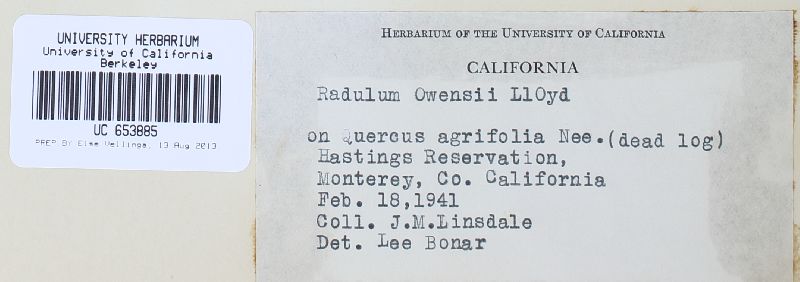 UNIVERSITY HERBARIUM
University of California
Berkeley
UC 653885
PREP. BY Else Vellinga, 13 Aug 2013
HERBARIUM OF THE UNIVERSITY OF CALIFORNIA
CALIFORNIA
Radulum Owensii LlOyd
on Quercus agrifolia Nee.(dead log)
Hastings Reservation,
Monterey, Co. California
Feb. 18,1941
Coll. J.M.Linsdale
Det. Lee Bonar